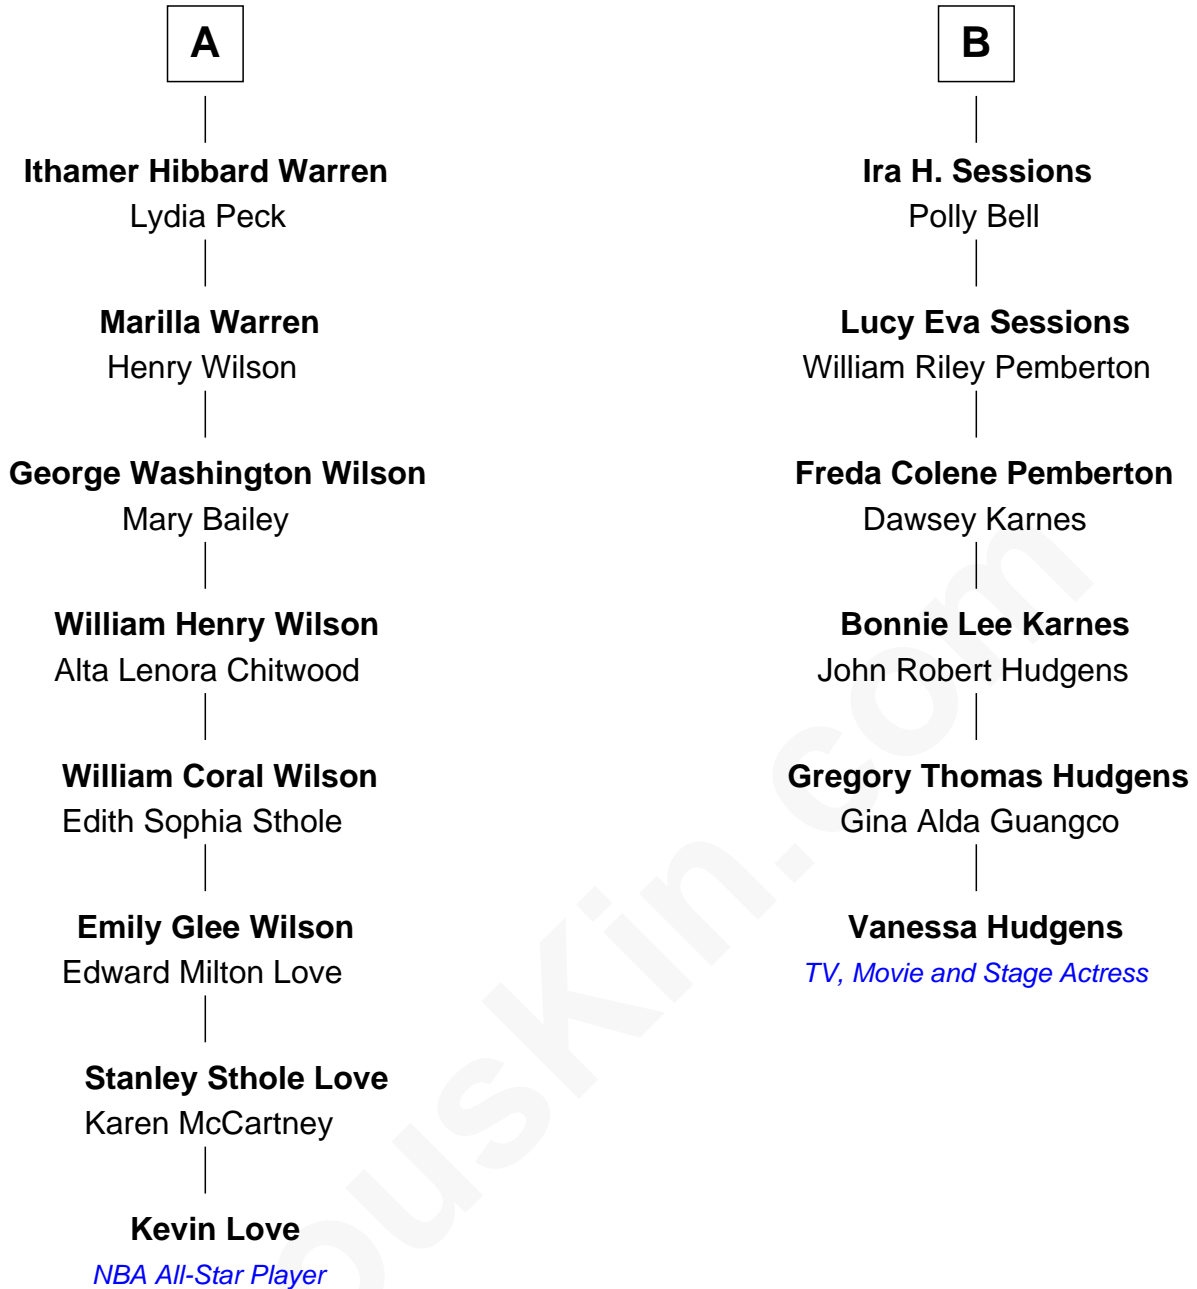 A
Ithamer Hibbard Warren
Lydia Peck
Marilla Warren
Henry Wilson
George Washington Wilson
Mary Bailey
William Henry Wilson
Alta Lenora Chitwood
William Coral Wilson
Edith Sophia Sthole
Emily Glee Wilson
Edward Milton Love
Stanley Sthole Love
Karen McCartney
Kevin Love
NBA All-Star Player
B
Ira H. Sessions
Polly Bell
Lucy Eva Sessions
William Riley Pemberton
Freda Colene Pemberton
Dawsey Karnes
Bonnie Lee Karnes
John Robert Hudgens
Gregory Thomas Hudgens
Gina Alda Guangco
Vanessa Hudgens
TV, Movie and Stage Actress
ousKin.com